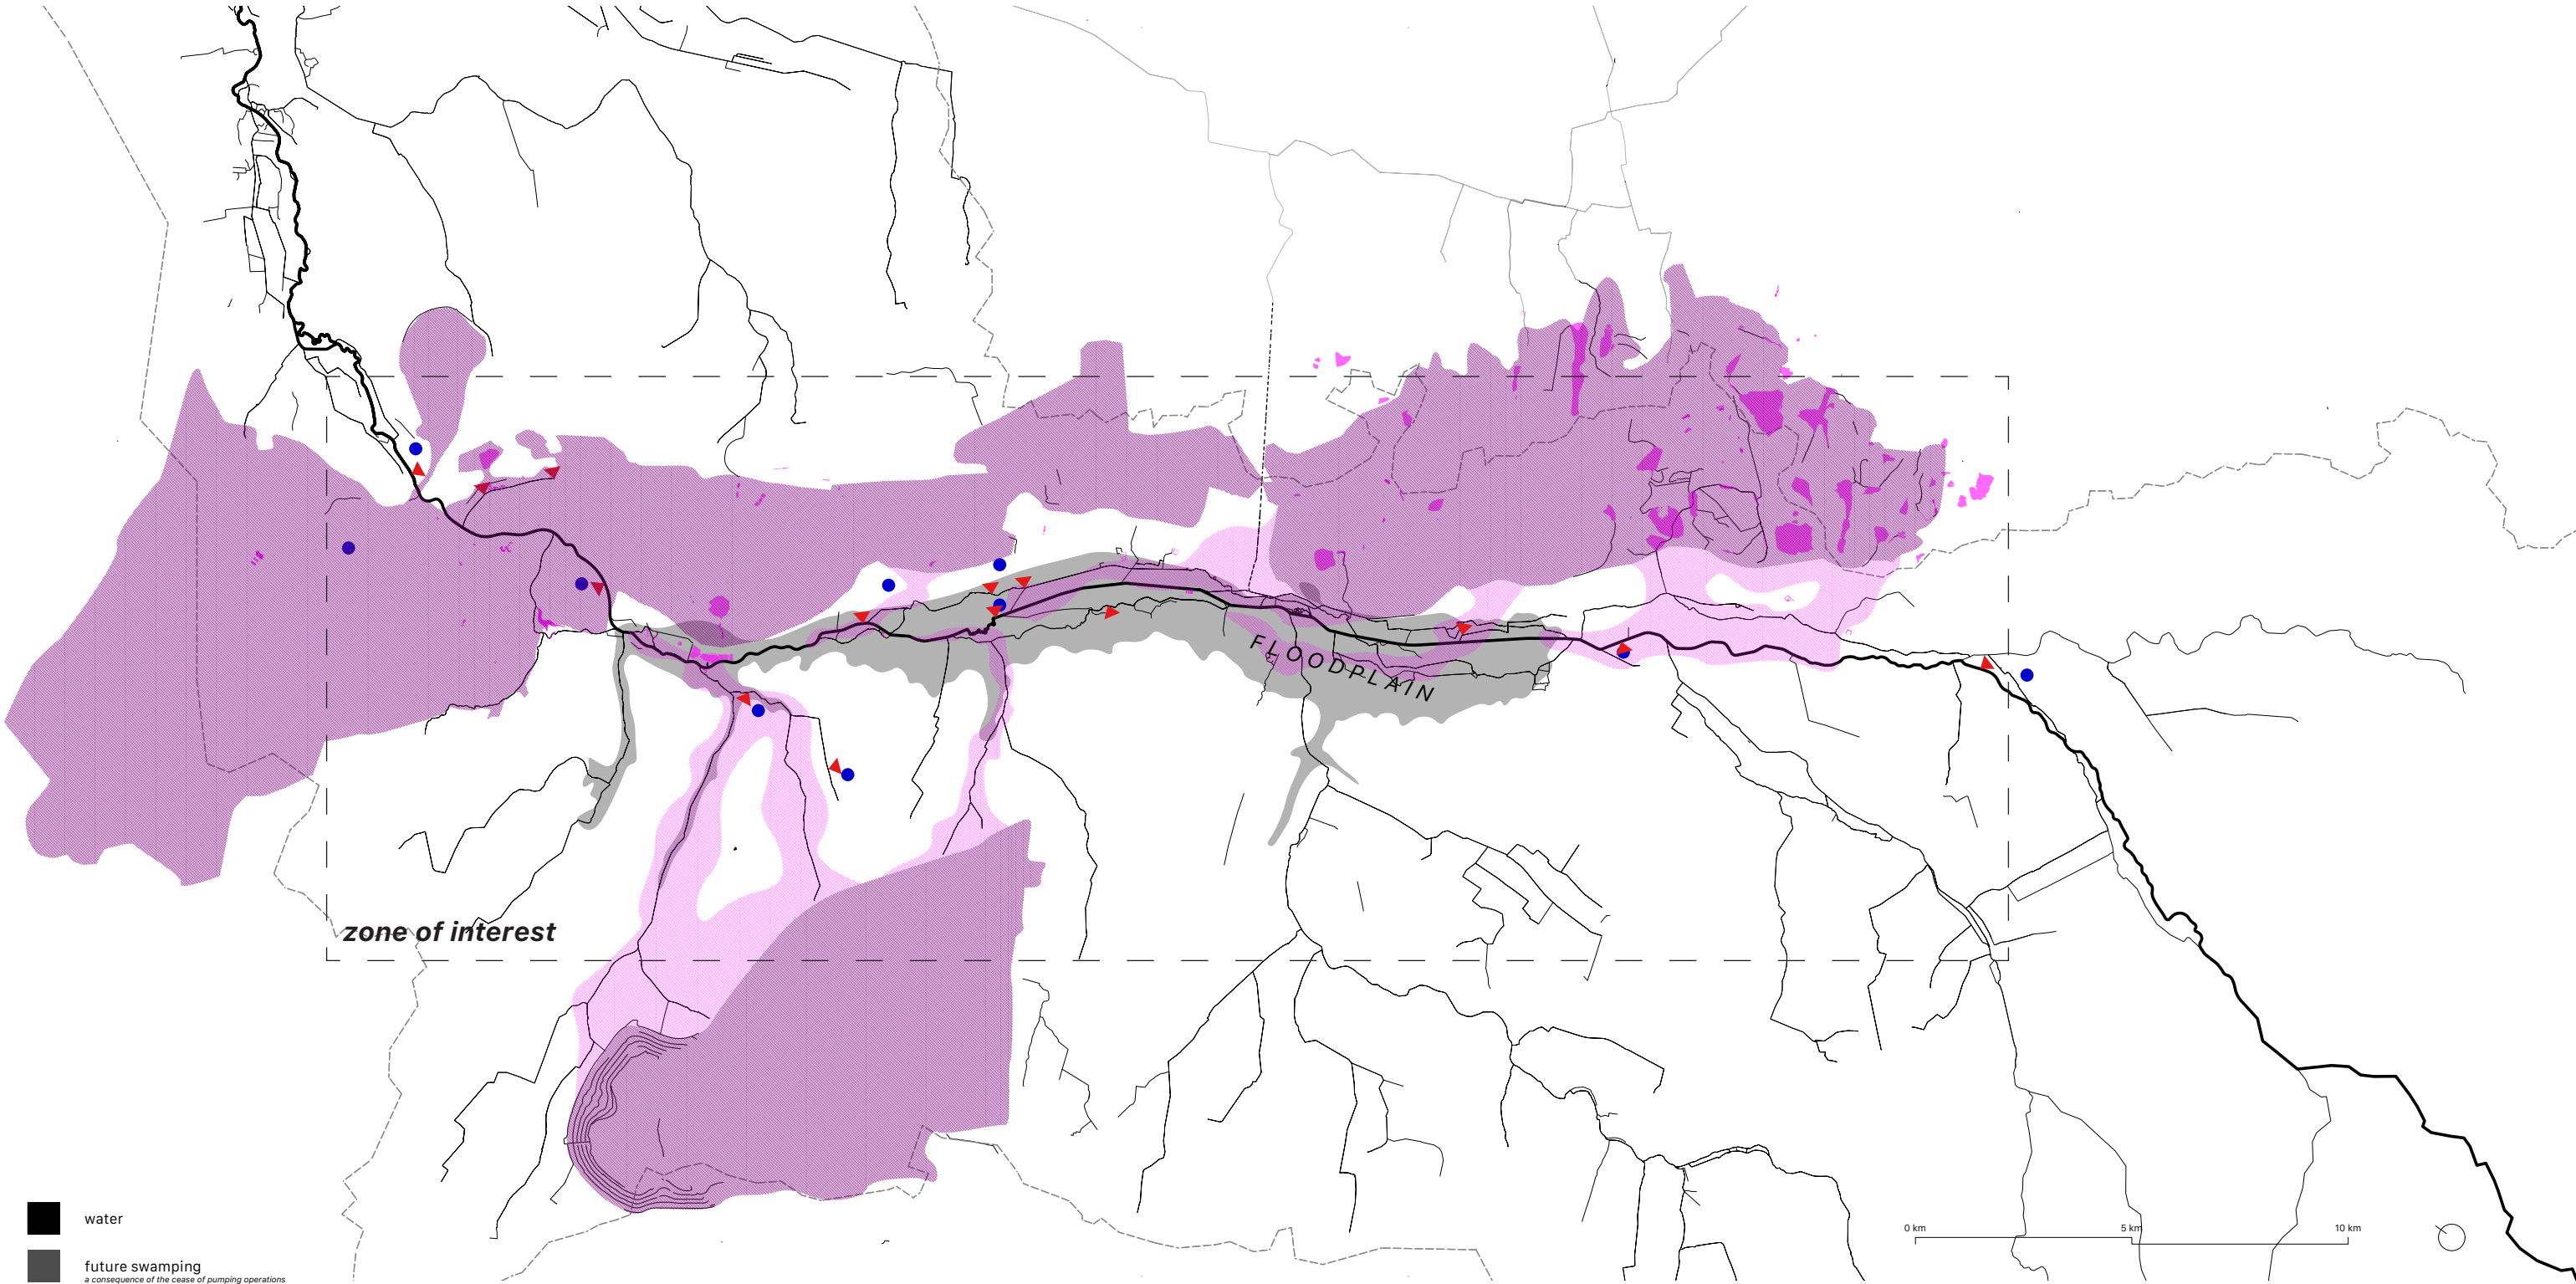 FLOODPLAIN
zone of interest
water
future swamping
a consequence of the cease of pumping operations
0 km 5 km 10 km